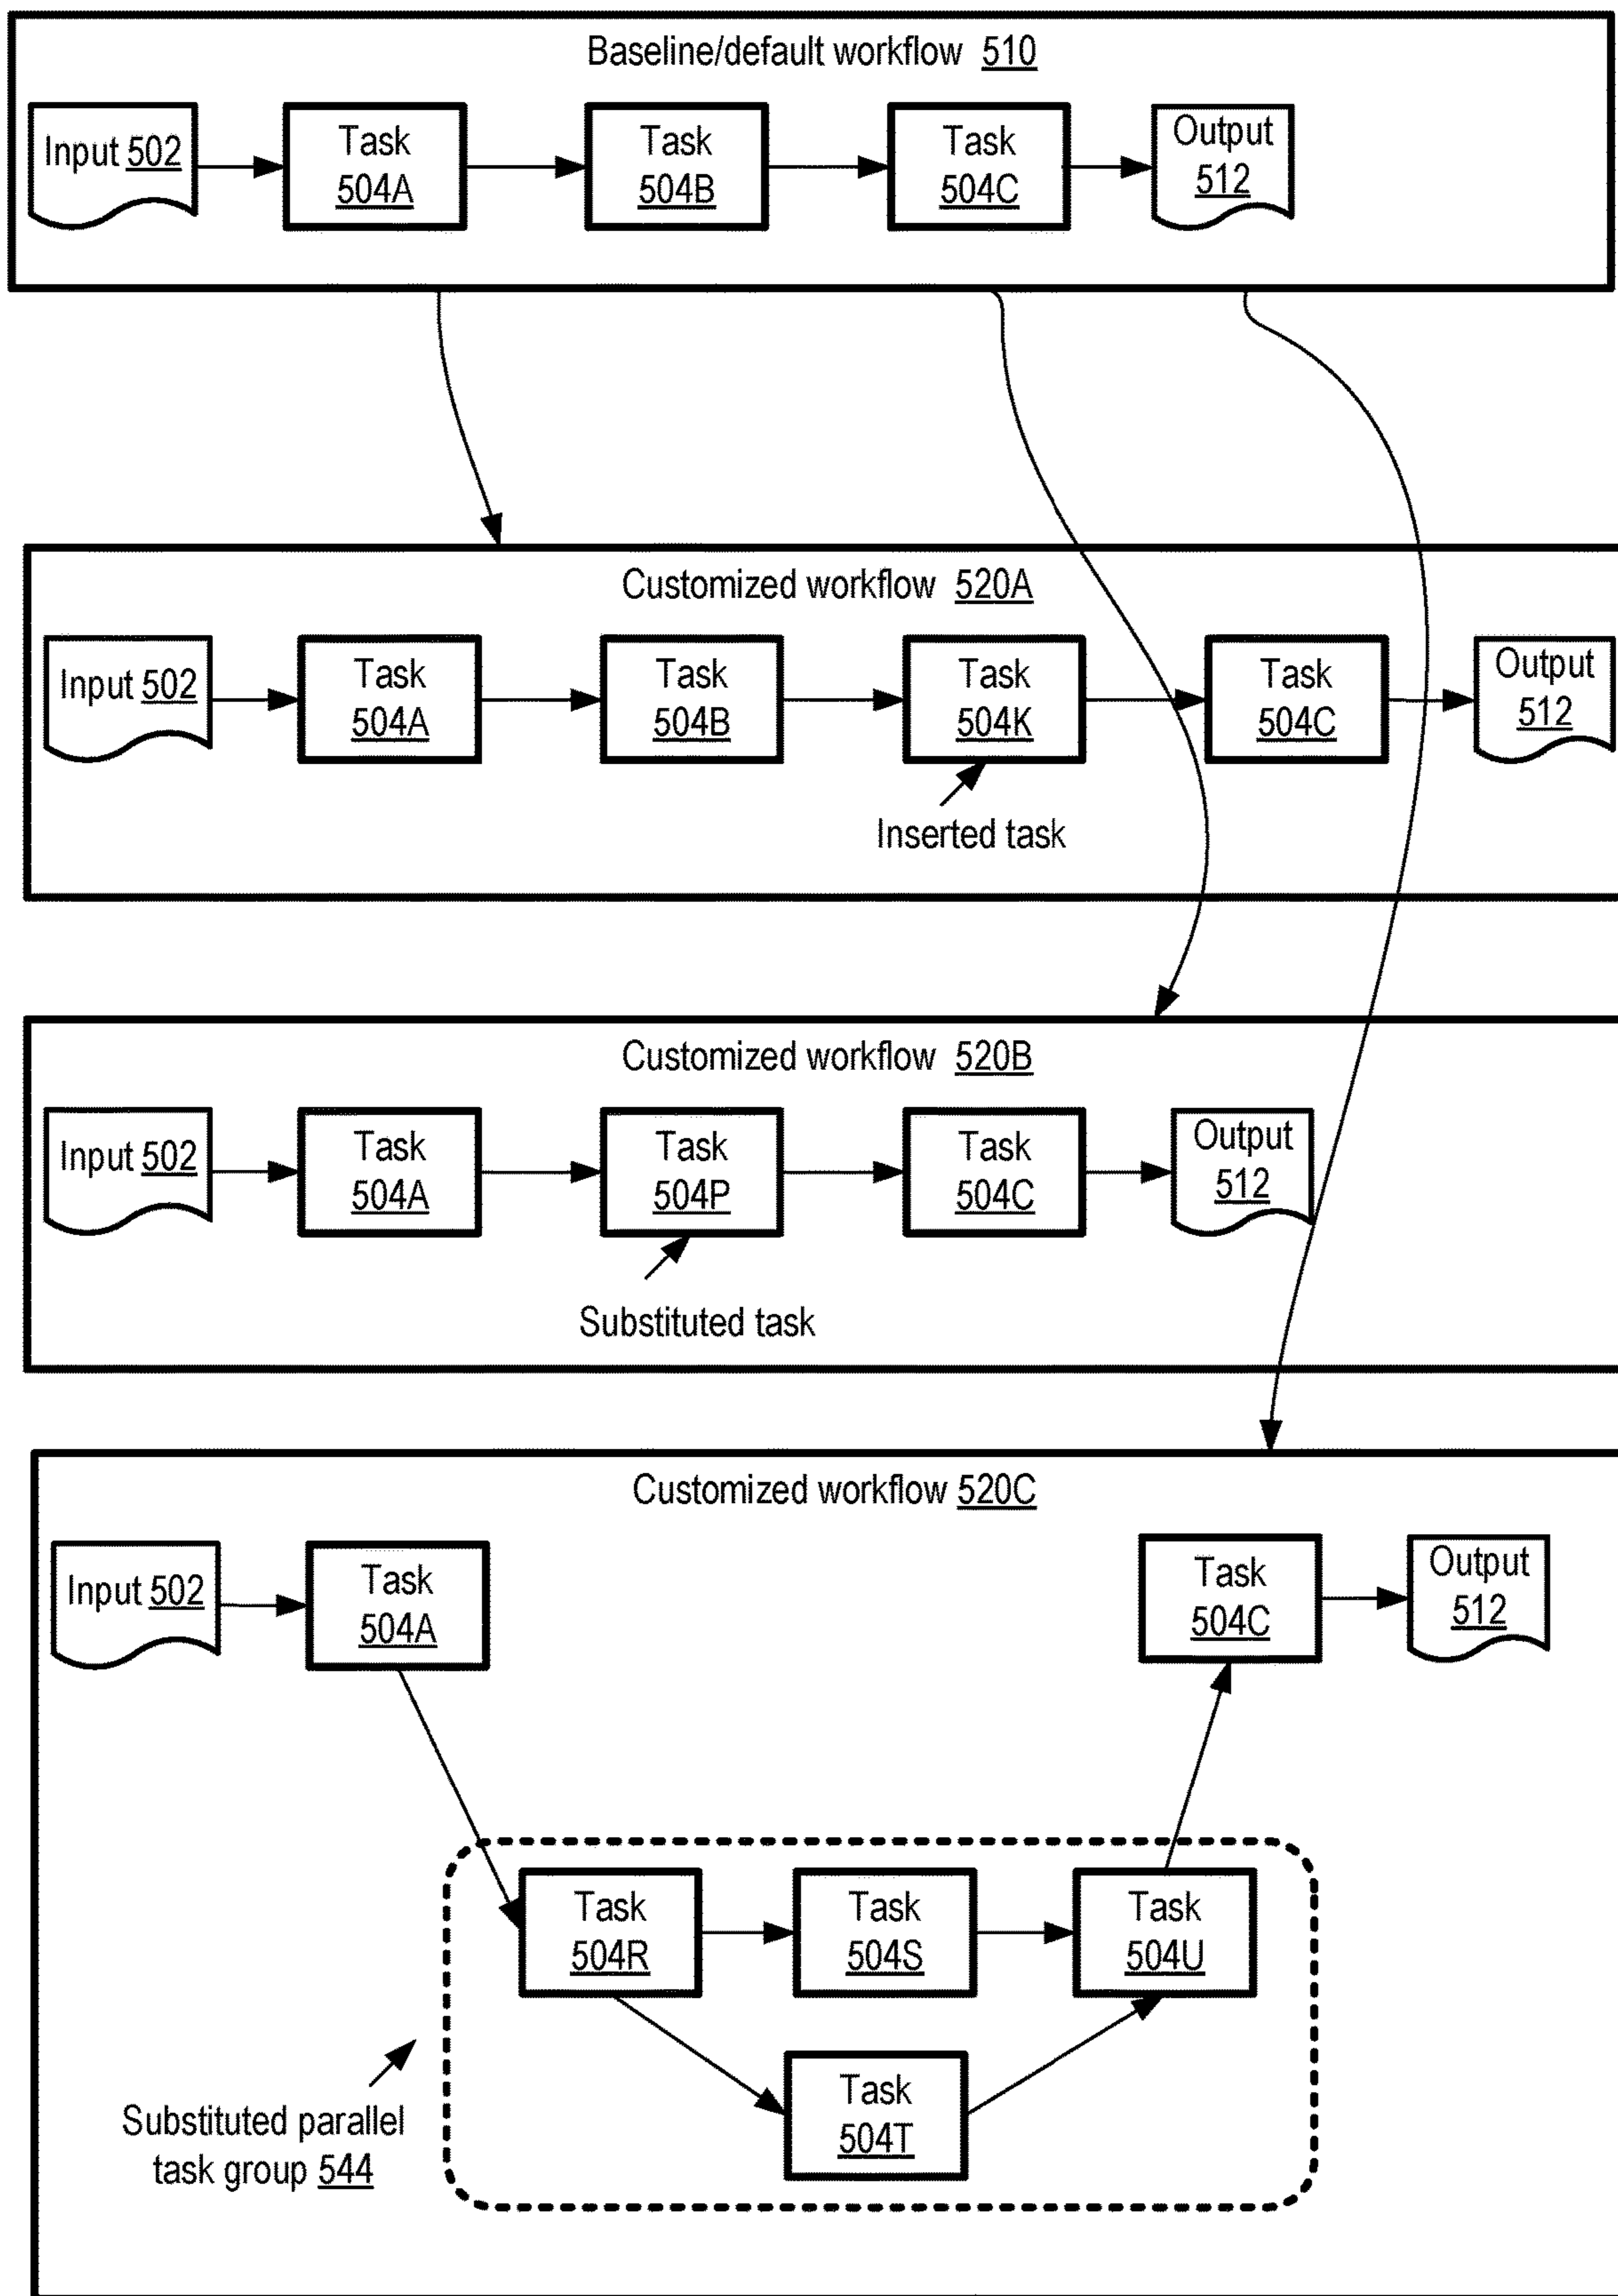 Baseline/default workflow 510
Input 502
Task
504A
Task
504B
Task
504C
Output
512
Customized workflow 520A
Input 502
Task
504A
Task
504B
Task
504K
Task
504C
Output
512
Inserted task
Customized workflow 520B
Input 502
Task
504A
Task
504P
Task
504C
Output
512
Substituted task
Customized workflow 520C
Input 502
Task
504A
Task
504C
Output
512
Task
504R
Task
504S
Task
504U
Task
504T
Substituted parallel
task group 544